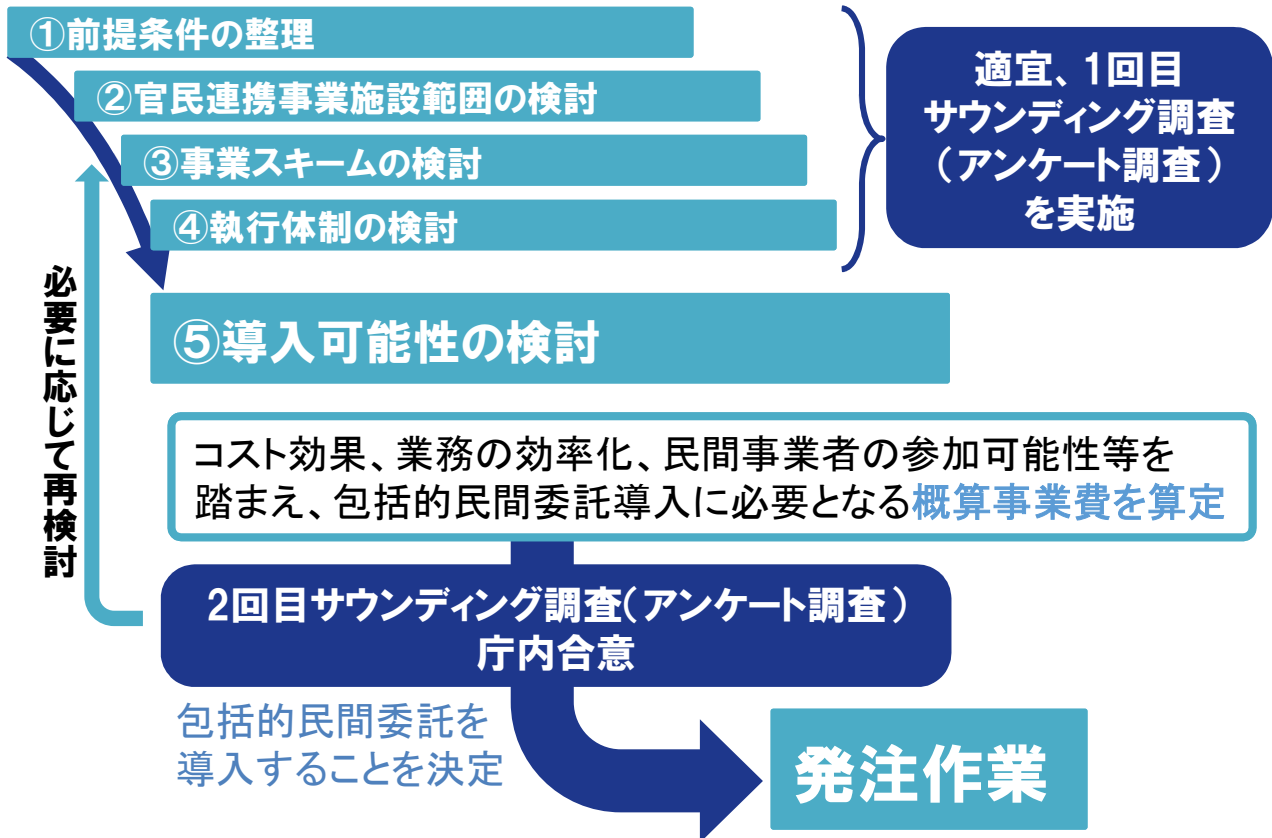 ①前提条件の整理
②官民連携事業施設範囲の検討
③事業スキームの検討
④執行体制の検討
適宜、1回目
サウンディング調査
（アンケート調査）
を実施
⑤導入可能性の検討
必要に応じて再検討
コスト効果、業務の効率化、民間事業者の参加可能性等を
踏まえ、包括的民間委託導入に必要となる概算事業費を算定
2回目サウンディング調査（アンケート調査）
庁内合意
包括的民間委託を
導入することを決定
発注作業